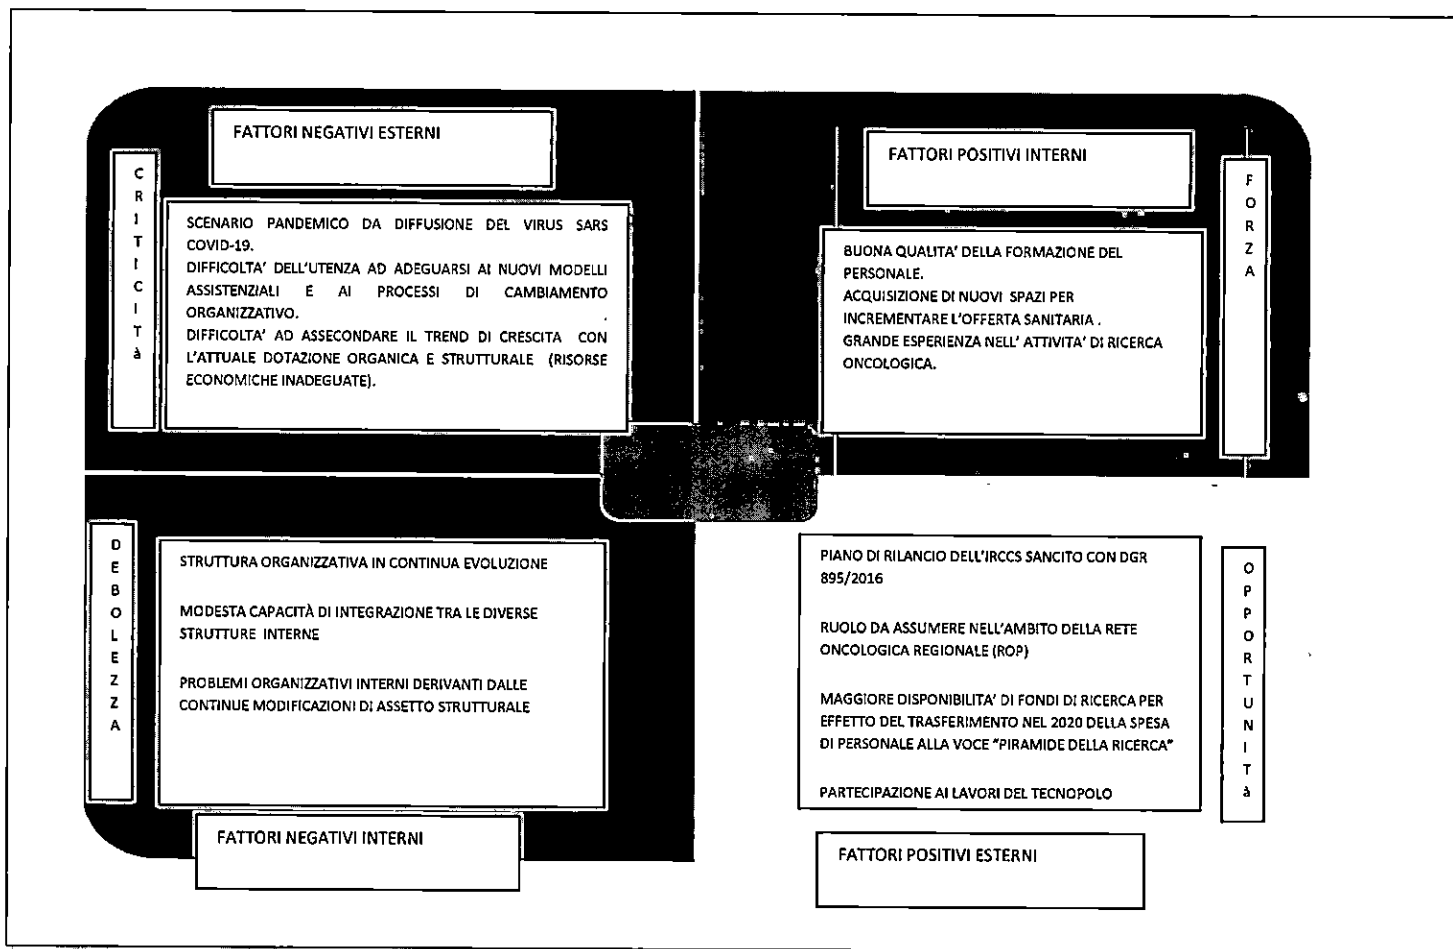 FATTORI NEGATIVI ESTERNI
CRITICITà
SCENARIO PANDEMICO DA DIFFUSIONE DEL VIRUS SARS
COVID-19.
DIFFICOLTA' DELL'UTENZA AD ADEGUARSI AI NUOVI MODELLI
ASSISTENZIALI E AI PROCESSI DI CAMBIAMENTO
ORGANIZZATIVO.
DIFFICOLTA' AD ASSECONDARE IL TREND DI CRESCITA CON
L'ATTUALE DOTAZIONE ORGANICA E STRUTTURALE (RISORSE
ECONOMICHE INADEGUATE).
FATTORI POSITIVI INTERNI
FORZA
BUONA QUALITA' DELLA FORMAZIONE DEL
PERSONALE.
ACQUISIZIONE DI NUOVI SPAZI PER
INCREMENTARE L'OFFERTA SANITARIA .
GRANDE ESPERIENZA NELL' ATTIVITA' DI RICERCA
ONCOLOGICA.
DEBOLEZZA
STRUTTURA ORGANIZZATIVA IN CONTINUA EVOLUZIONE
MODESTA CAPACITÀ DI INTEGRAZIONE TRA LE DIVERSE
STRUTTURE INTERNE
PROBLEMI ORGANIZZATIVI INTERNI DERIVANTI DALLE
CONTINUE MODIFICAZIONI DI ASSETTO STRUTTURALE
FATTORI NEGATIVI INTERNI
PIANO DI RILANCIO DELL'IRCCS SANCITO CON DGR
895/2016
RUOLO DA ASSUMERE NELL'AMBITO DELLA RETE
ONCOLOGICA REGIONALE (ROP)
MAGGIORE DISPONIBILITA' DI FONDI DI RICERCA PER
EFFETTO DEL TRASFERIMENTO NEL 2020 DELLA SPESA
DI PERSONALE ALLA VOCE "PIRAMIDE DELLA RICERCA"
PARTECIPAZIONE AI LAVORI DEL TECNOPOLO
OPPORTUNITà
FATTORI POSITIVI ESTERNI